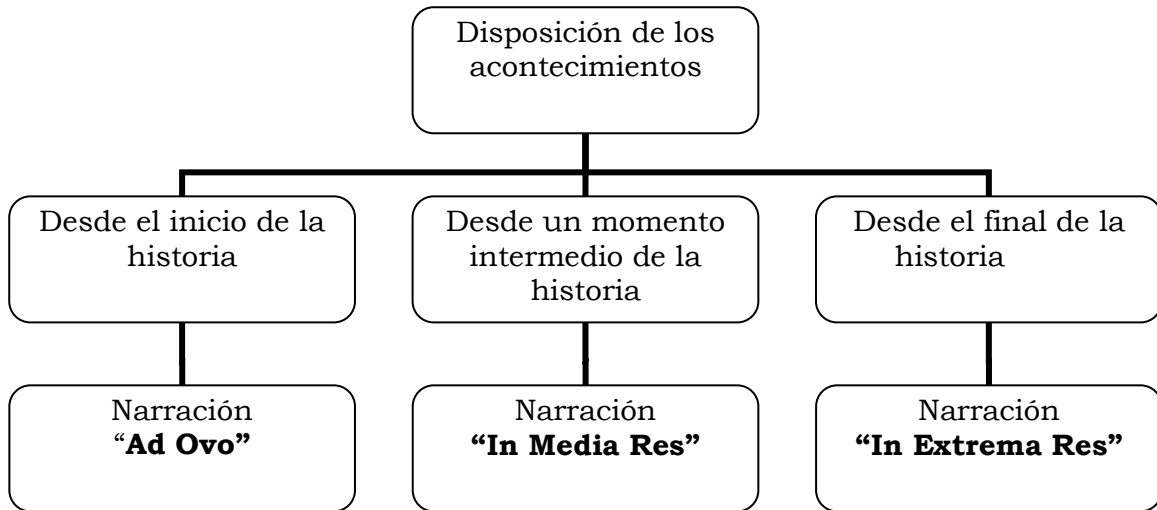 Disposición de los
acontecimientos
Desde el inicio de la
historia
Desde un momento
intermedio de la
historia
Desde el final de la
historia
Narración
“Ad Ovo”
Narración
“In Media Res”
Narración
“In Extrema Res”